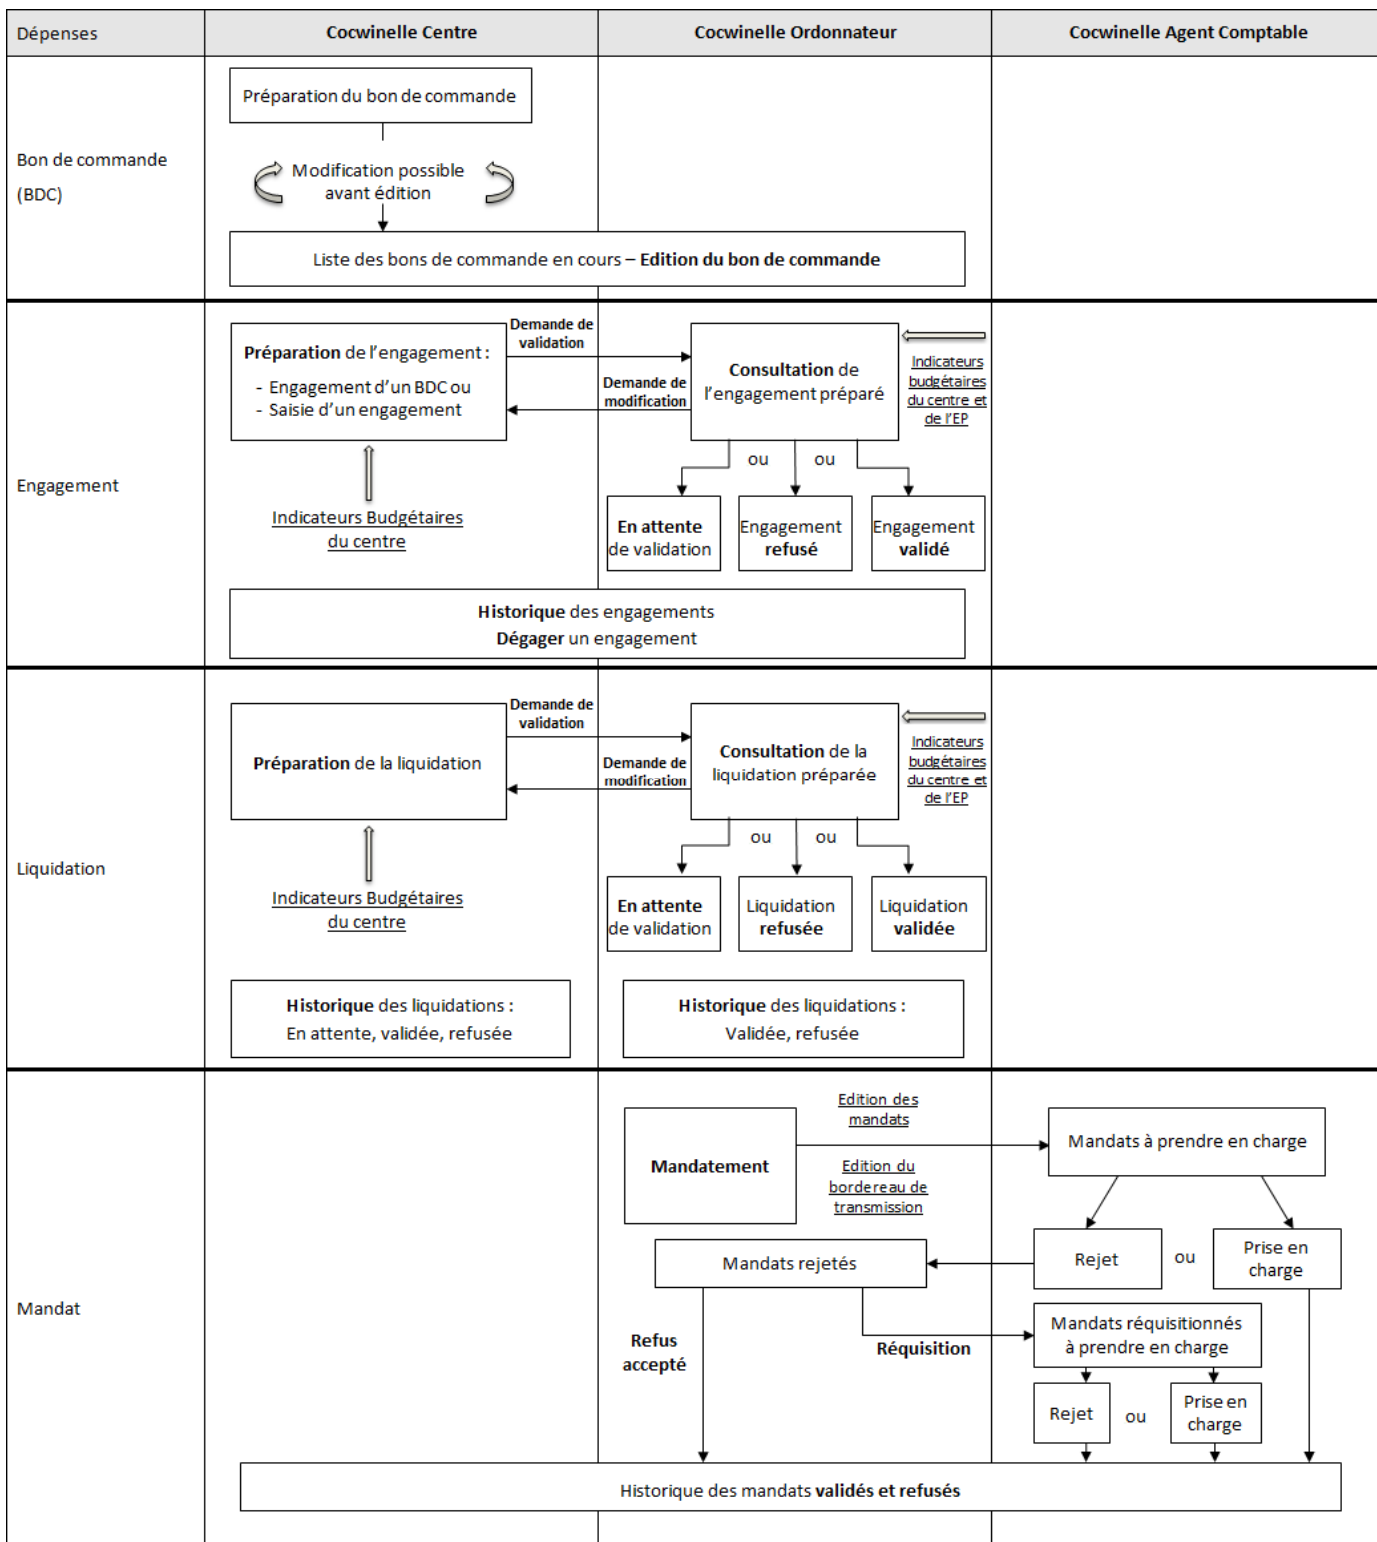 Dépenses
Cocwinelle Centre
Cocwinelle Ordonnateur
Cocwinelle Agent Comptable
Bon de commande
(BDC)
Préparation du bon de commande
Modification possible
avant édition
Liste des bons de commande en cours – Edition du bon de commande
Engagement
Préparation de l'engagement :
- Engagement d'un BDC ou
- Saisie d'un engagement
Demande de
validation
Demande de
modification
Consultation de
l'engagement préparé
Indicateurs
budgétaires
du centre et
de l'EP
Indicateurs Budgétaires
du centre
ou
ou
En attente
de validation
Engagement
refusé
Engagement
validé
Historique des engagements
Dégager un engagement
Liquidation
Préparation de la liquidation
Demande de
validation
Demande de
modification
Consultation de la
liquidation préparée
Indicateurs
budgétaires
du centre et
de l'EP
Indicateurs Budgétaires
du centre
ou
ou
En attente
de validation
Liquidation
refusée
Liquidation
validée
Historique des liquidations :
En attente, validée, refusée
Historique des liquidations :
Validée, refusée
Mandat
Mandatement
Edition des
mandats
Edition du
bordereau de
transmission
Mandats à prendre en charge
Rejet
ou
Prise en
charge
Mandats rejetés
Refus
accepté
Réquisition
Mandats réquisitionnés
à prendre en charge
Rejet
ou
Prise en
charge
Historique des mandats validés et refusés